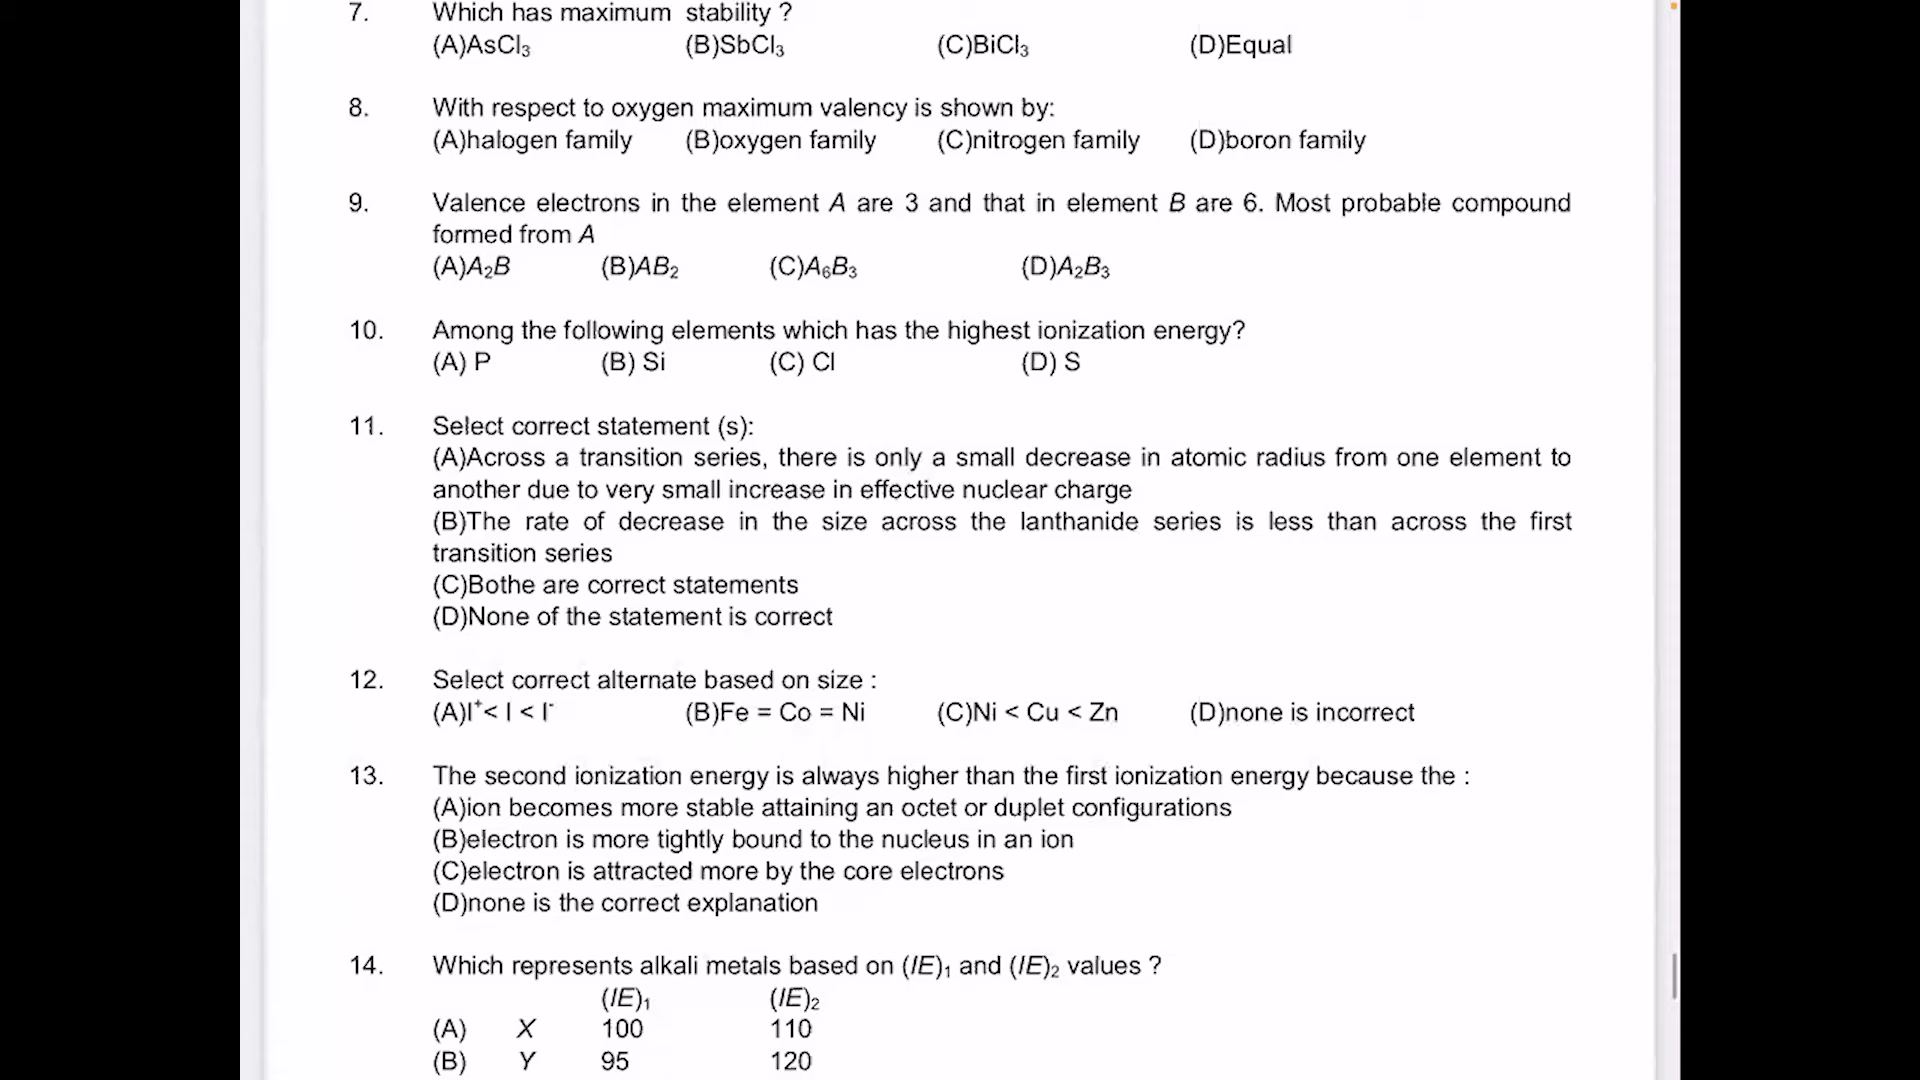 7. Which has maximum stability ?
(A)AsCl₃ (B)SbCl₃ (C)BiCl₃ (D)Equal
8. With respect to oxygen maximum valency is shown by:
(A)halogen family (B)oxygen family (C)nitrogen family (D)boron family
9. Valence electrons in the element A are 3 and that in element B are 6. Most probable compound
formed from A
(A)A₂B (B)AB₂ (C)A₆B₃ (D)A₂B₃
10. Among the following elements which has the highest ionization energy?
(A) P (B) Si (C) Cl (D) S
11. Select correct statement (s):
(A)Across a transition series, there is only a small decrease in atomic radius from one element to
another due to very small increase in effective nuclear charge
(B)The rate of decrease in the size across the lanthanide series is less than across the first
transition series
(C)Bothe are correct statements
(D)None of the statement is correct
12. Select correct alternate based on size :
(A)I⁺< I < I⁻ (B)Fe = Co = Ni (C)Ni < Cu < Zn (D)none is incorrect
13. The second ionization energy is always higher than the first ionization energy because the :
(A)ion becomes more stable attaining an octet or duplet configurations
(B)electron is more tightly bound to the nucleus in an ion
(C)electron is attracted more by the core electrons
(D)none is the correct explanation
14. Which represents alkali metals based on (IE)₁ and (IE)₂ values ?
(IE)₁ (IE)₂
(A) X 100 110
(B) Y 95 120